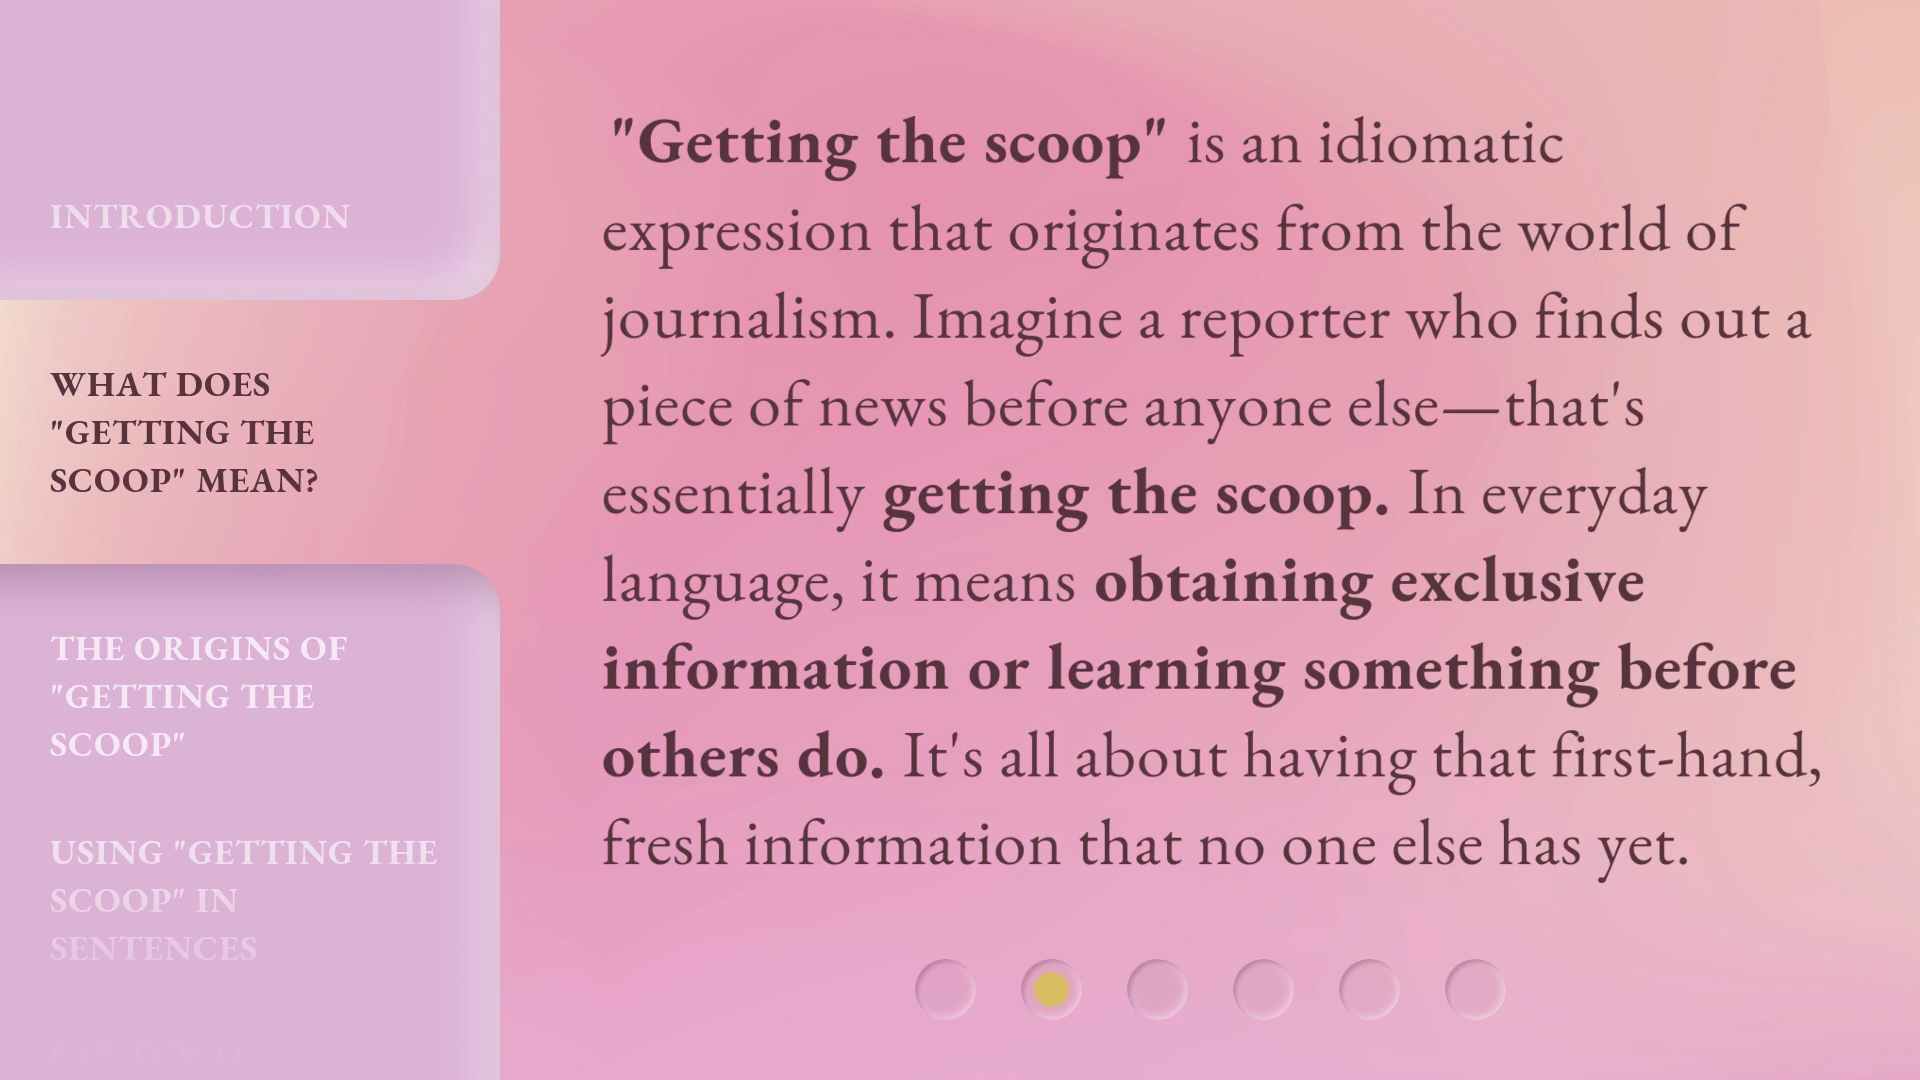 INTRODUCTION
WHAT DOES
"GETTING THE
SCOOP" MEAN?
THE ORIGINS OF
"GETTING THE
SCOOP"
USING "GETTING THE
SCOOP" IN
SENTENCES
CULTURAL
"Getting the scoop" is an idiomatic
expression that originates from the world of
journalism. Imagine a reporter who finds out a
piece of news before anyone else—that's
essentially getting the scoop. In everyday
language, it means obtaining exclusive
information or learning something before
others do. It's all about having that first-hand,
fresh information that no one else has yet.